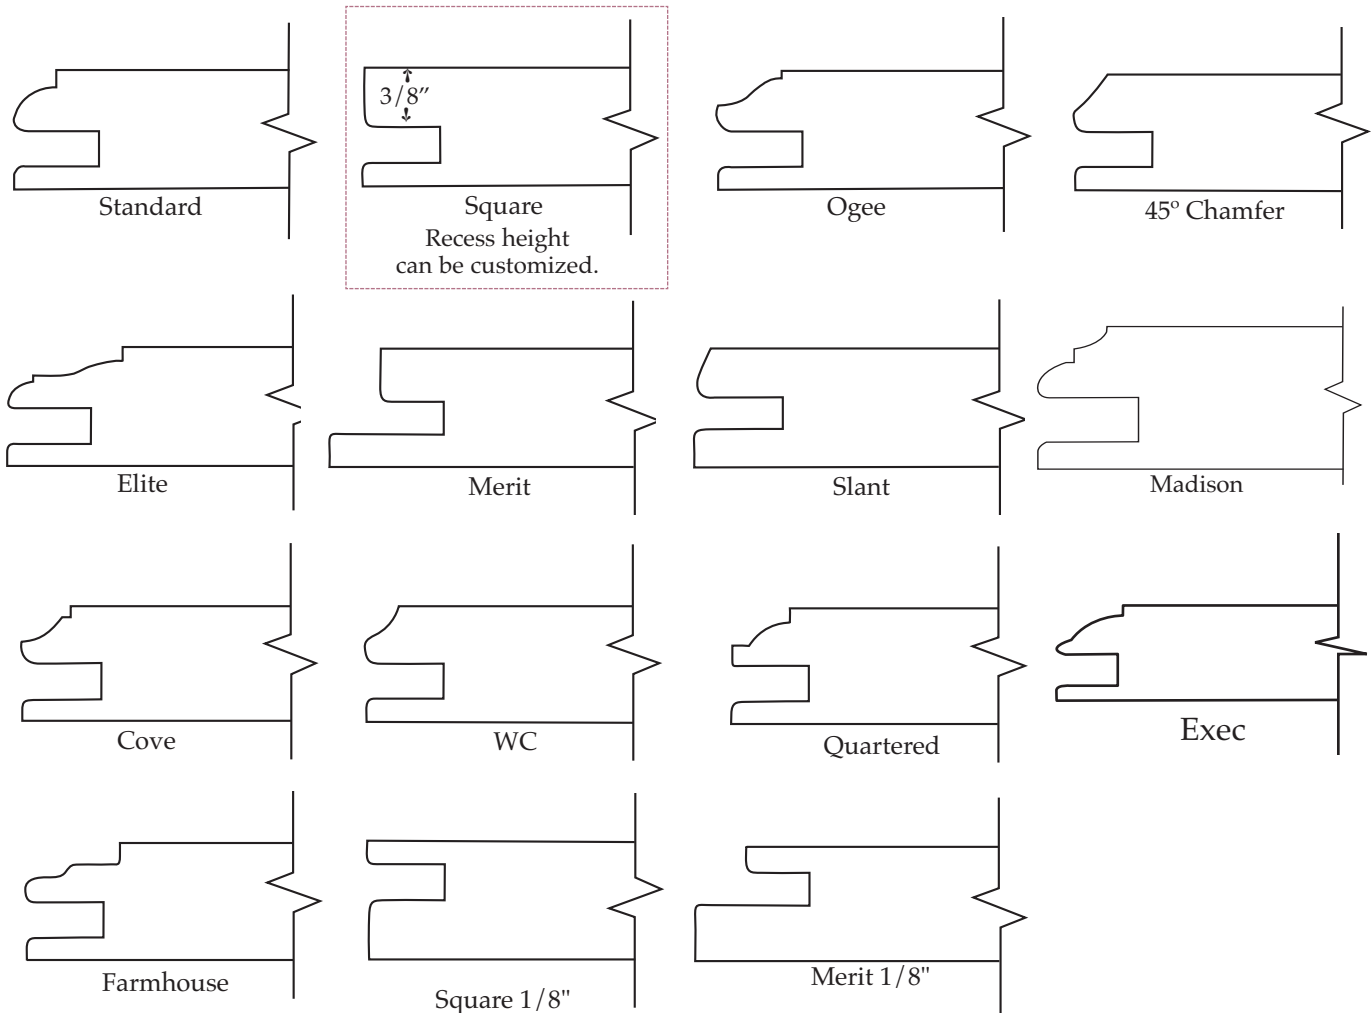 3/8″
Standard
Square
Recess height
can be customized.
Ogee
45º Chamfer
Elite
Merit
Slant
Madison
Cove
WC
Quartered
Exec
Farmhouse
Square 1/8"
Merit 1/8"